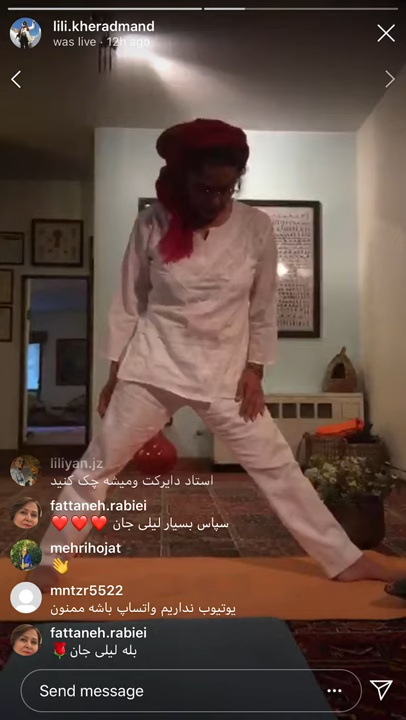 lili.kheradmand
was live · 12h ago
liliyan.jz
استاد دایرکت ومیشه چک کنید
fattaneh.rabiei
❤️❤️❤️ سپاس بسیار لیلی جان
mehrihojat
👋
mntzr5522
یوتیوب نداریم واتساپ باشه ممنون
fattaneh.rabiei
بله لیلی جان🌹
Send message